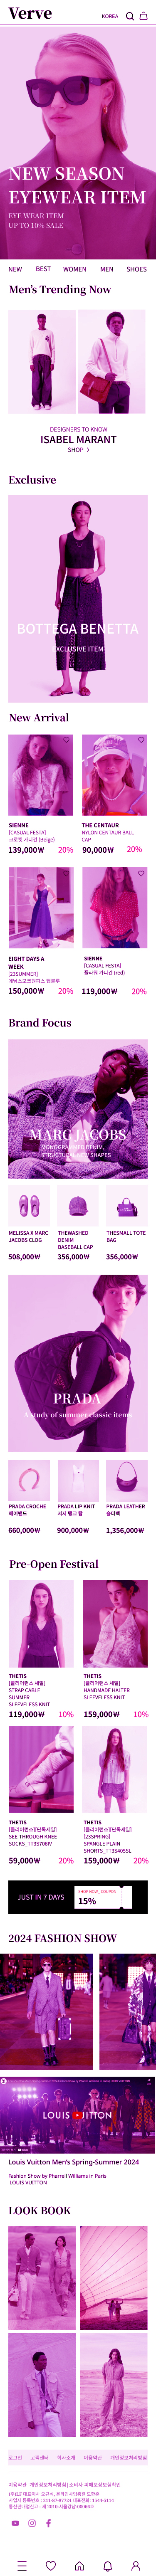 Verve
KOREA
NEW SEASON
EYEWEAR ITEM
EYE WEAR ITEM
UP TO 10% SALE
NEW BEST WOMEN MEN SHOES
Men's Trending Now
DESIGNERS TO KNOW
ISABEL MARANT
SHOP >
Exclusive
BOTTEGA BENETTA
EXCLUSIVE ITEM
New Arrival
SIENNE
[CASUAL FESTA]
크로켓 가디건 (Beige)
139,000₩ 20%
THE CENTAUR
NYLON CENTAUR BALL
CAP
90,000₩ 20%
EIGHT DAYS A
WEEK
[23SUMMER]
데님스모크원피스 딥블루
150,000₩ 20%
SIENNE
[CASUAL FESTA]
플라워 가디건 (red)
119,000₩ 20%
Brand Focus
MARC JACOBS
MONOGRAMMED DENIM,
STRUCTURAL NEW SHAPES
MELISSA X MARC
JACOBS CLOG
508,000₩
THEWASHED
DENIM
BASEBALL CAP
356,000₩
THESMALL TOTE
BAG
356,000₩
PRADA
A study of summer classic items
PRADA CROCHE
헤어밴드
660,000₩
PRADA LIP KNIT
저지 탱크 탑
900,000₩
PRADA LEATHER
숄더백
1,356,000₩
Pre-Open Festival
THETIS
[클리어런스 세일]
STRAP CABLE
SUMMER
SLEEVELESS KNIT
119,000₩ 10%
THETIS
[클리어런스 세일]
HANDMADE HALTER
SLEEVELESS KNIT
159,000₩ 10%
THETIS
[클리어런스][단독세일]
SEE-THROUGH KNEE
SOCKS_TT3S706IV
59,000₩ 20%
THETIS
[클리어런스][단독세일]
[23SPRING]
SPANGLE PLAIN
SHORTS_TT3S405SL
159,000₩ 20%
JUST IN 7 DAYS
SHOP NOW, COUPON
15%
2024 FASHION SHOW
LOUIS VUITTON
Louis Vuitton Men's Spring-Summer 2024
Fashion Show by Pharrell Williams in Paris
LOUIS VUITTON
LOOK BOOK
로그인 고객센터 회사소개 이용약관 개인정보처리방침
이용약관 | 개인정보처리방침 | 소비자 피해보상보험확인